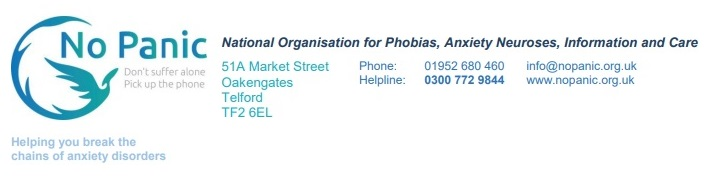 No Panic
Don't suffer alone
Pick up the phone
Helping you break the
chains of anxiety disorders
National Organisation for Phobias, Anxiety Neuroses, Information and Care
51A Market Street
Oakengates
Telford
TF2 6EL
Phone: 01952 680 460
Helpline: 0300 772 9844
info@nopanic.org.uk
www.nopanic.org.uk